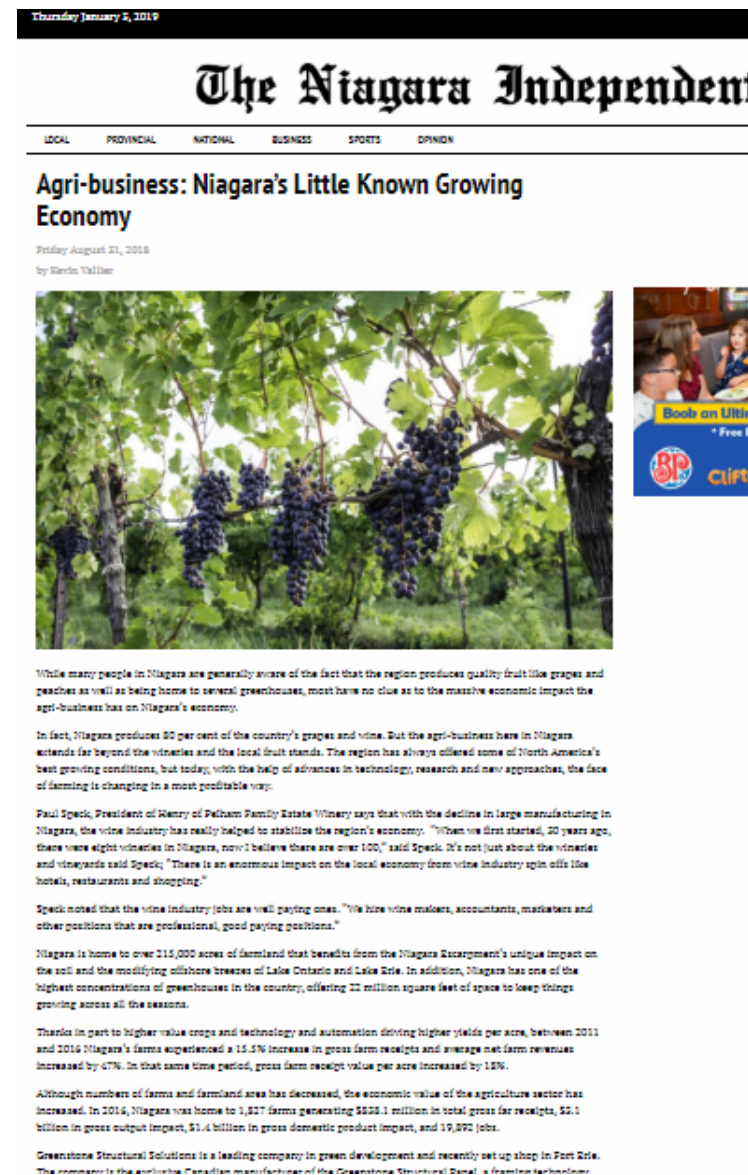 Thursday January 5, 2019
The Niagara Independent
LOCAL PROVINCIAL NATIONAL BUSINESS SPORTS OPINION
Agri-business: Niagara's Little Known Growing
Economy
Friday August 31, 2018
by Kevin Vallier
Book an Ulti
* Free
BP
Clift
While many people in Niagara are generally aware of the fact that the region produces quality fruit like grapes and
peaches as well as being home to several greenhouses, most have no clue as to the massive economic impact the
agri-business has on Niagara's economy.
In fact, Niagara produces 80 per cent of the country's grapes and wine. But the agri-business here in Niagara
extends far beyond the wineries and the local fruit stands. The region has always offered some of North America's
best growing conditions, but today, with the help of advances in technology, research and new approaches, the face
of farming is changing in a most profitable way.
Paul Speck, President of Henry of Pelham Family Estate Winery says that with the decline in large manufacturing in
Niagara, the wine industry has really helped to stabilize the region's economy. "When we first started, 30 years ago,
there were eight wineries in Niagara, now I believe there are over 100," said Speck. It's not just about the wineries
and vineyards said Speck; "There is an enormous impact on the local economy from wine industry spin offs like
hotels, restaurants and shopping."
Speck noted that the wine industry jobs are well paying ones. "We hire wine makers, accountants, marketers and
other positions that are professional, good paying positions."
Niagara is home to over 215,000 acres of farmland that benefits from the Niagara Escarpment's unique impact on
the soil and the modifying offshore breezes of Lake Ontario and Lake Erie. In addition, Niagara has one of the
highest concentrations of greenhouses in the country, offering 22 million square feet of space to keep things
growing across all the seasons.
Thanks in part to higher value crops and technology and automation driving higher yields per acre, between 2011
and 2016 Niagara's farms experienced a 15.5% increase in gross farm receipts and average net farm revenues
increased by 47%. In that same time period, gross farm receipt value per acre increased by 18%.
Although numbers of farms and farmland area has decreased, the economic value of the agriculture sector has
increased. In 2016, Niagara was home to 1,827 farms generating $838.1 million in total gross far receipts, $3.1
billion in gross output impact, $1.4 billion in gross domestic product impact, and 19,892 jobs.
Greenstone Structural Solutions is a leading company in green development and recently set up shop in Fort Erie.
The company is the exclusive Canadian manufacturer of the Greenstone Structural Panel, a framing technology